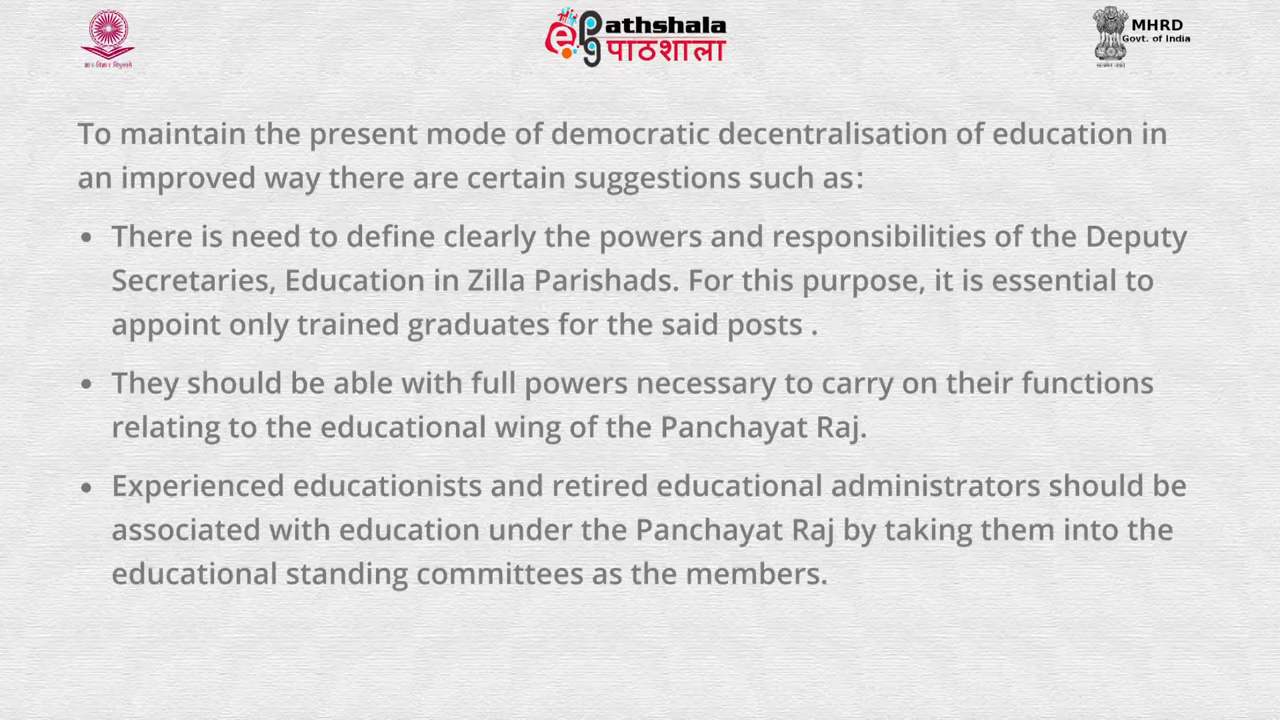 Pathshala
पाठशाला
MHRD
Govt. of India
To maintain the present mode of democratic decentralisation of education in
an improved way there are certain suggestions such as:
• There is need to define clearly the powers and responsibilities of the Deputy
Secretaries, Education in Zilla Parishads. For this purpose, it is essential to
appoint only trained graduates for the said posts .
• They should be able with full powers necessary to carry on their functions
relating to the educational wing of the Panchayat Raj.
• Experienced educationists and retired educational administrators should be
associated with education under the Panchayat Raj by taking them into the
educational standing committees as the members.